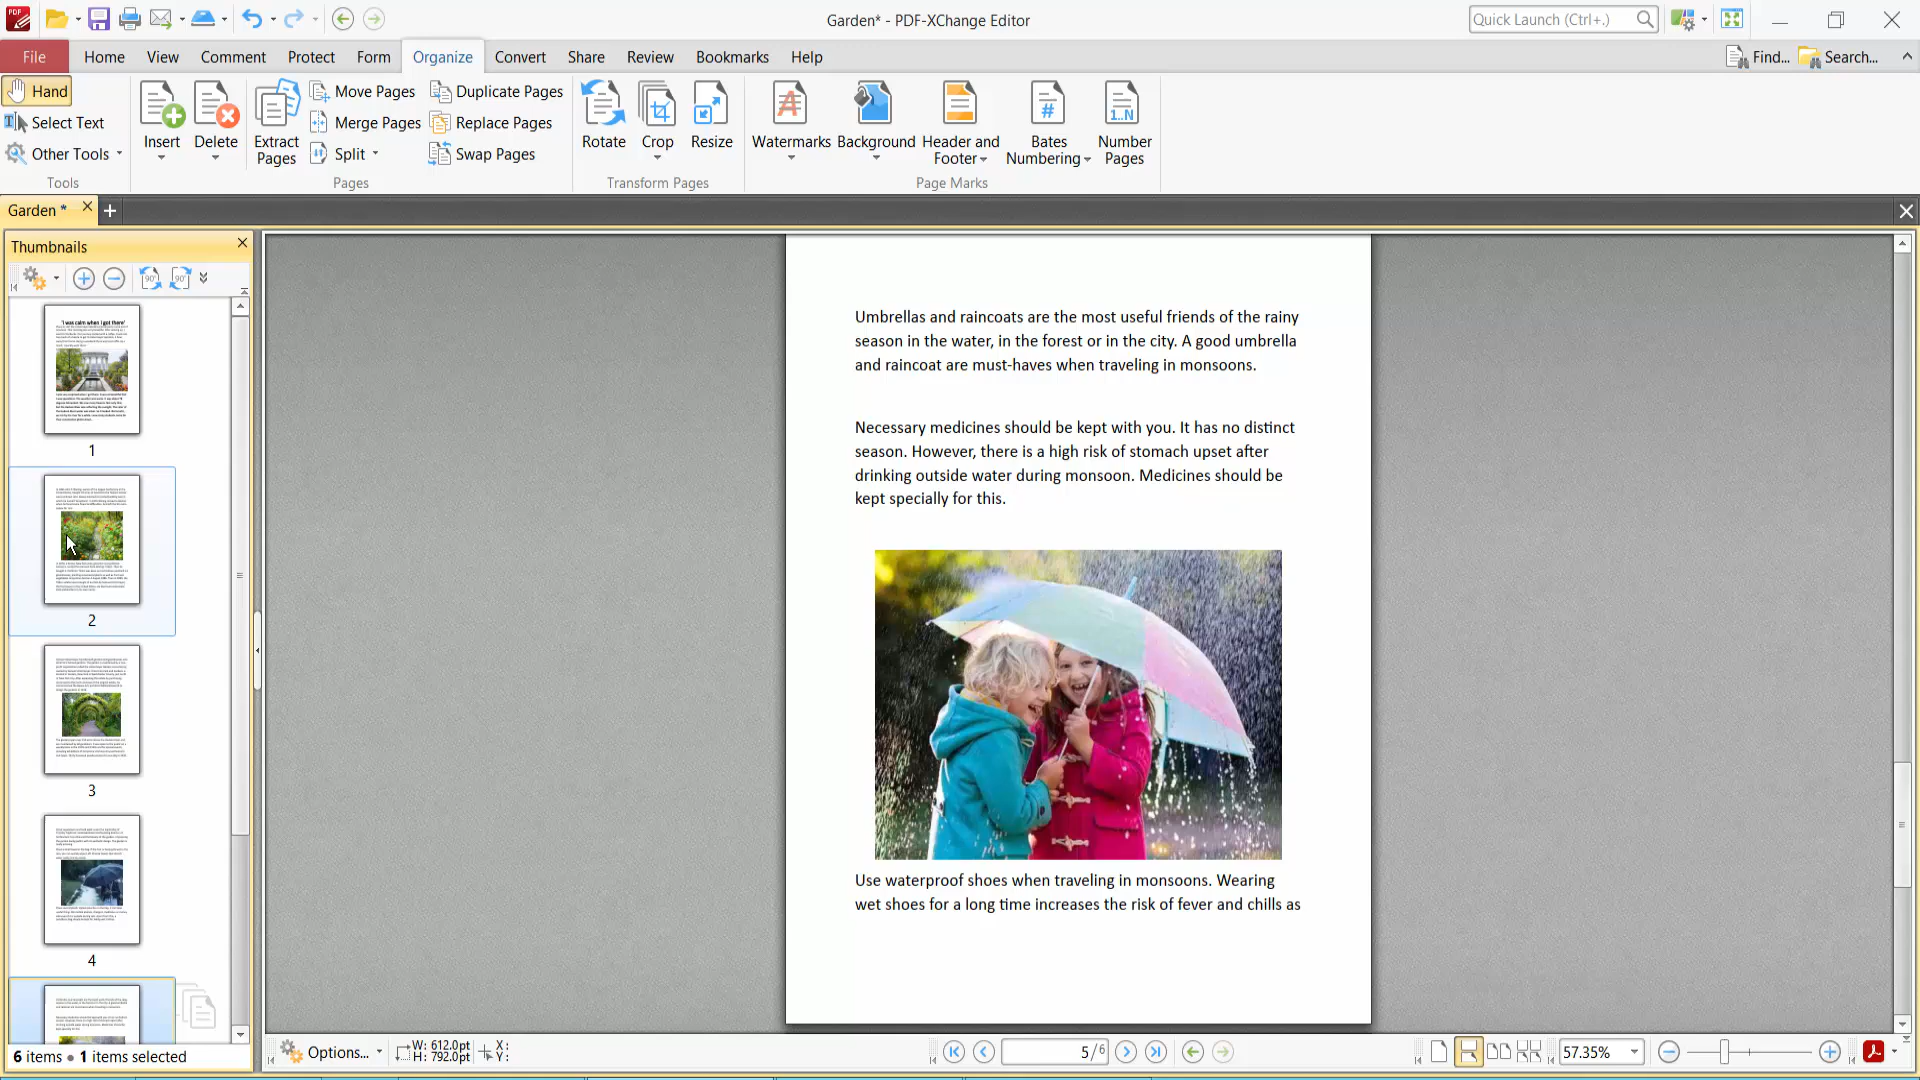 Garden* - PDF-XChange Editor
Quick Launch (Ctrl+.)
File
Home
View
Comment
Protect
Form
Organize
Convert
Share
Review
Bookmarks
Help
Find...
Search...
Hand
Select Text
Other Tools
Tools
Insert
Delete
Extract
Pages
Move Pages
Merge Pages
Split
Duplicate Pages
Replace Pages
Swap Pages
Pages
Rotate
Crop
Resize
Transform Pages
Watermarks
Background
Header and
Footer
Bates
Numbering
Number
Pages
Page Marks
Garden *
Thumbnails
'I was calm when i got there'
1
2
3
4
6 items • 1 items selected
Umbrellas and raincoats are the most useful friends of the rainy
season in the water, in the forest or in the city. A good umbrella
and raincoat are must-haves when traveling in monsoons.
Necessary medicines should be kept with you. It has no distinct
season. However, there is a high risk of stomach upset after
drinking outside water during monsoon. Medicines should be
kept specially for this.
Use waterproof shoes when traveling in monsoons. Wearing
wet shoes for a long time increases the risk of fever and chills as
Options...
W: 612.0pt
H: 792.0pt
X:
Y:
5/6
57.35%